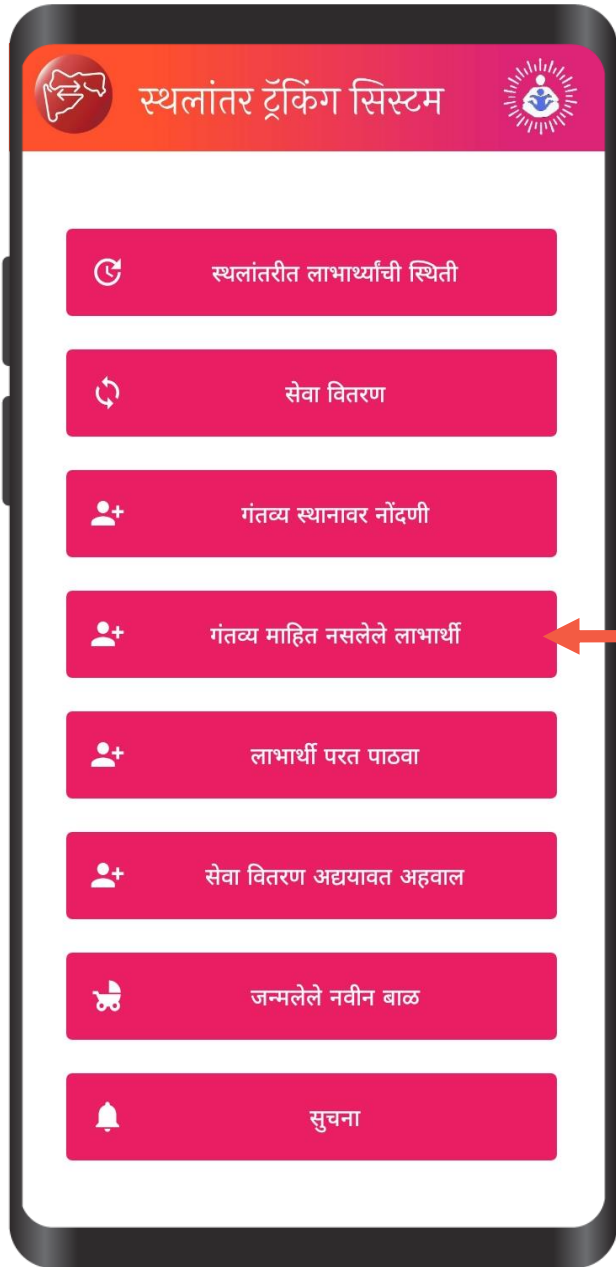 स्थलांतर ट्रॅकिंग सिस्टम
स्थलांतरीत लाभार्थ्यांची स्थिती
सेवा वितरण
गंतव्य स्थानावर नोंदणी
गंतव्य माहित नसलेले लाभार्थी
लाभार्थी परत पाठवा
सेवा वितरण अद्ययावत अहवाल
जन्मलेले नवीन बाळ
सुचना